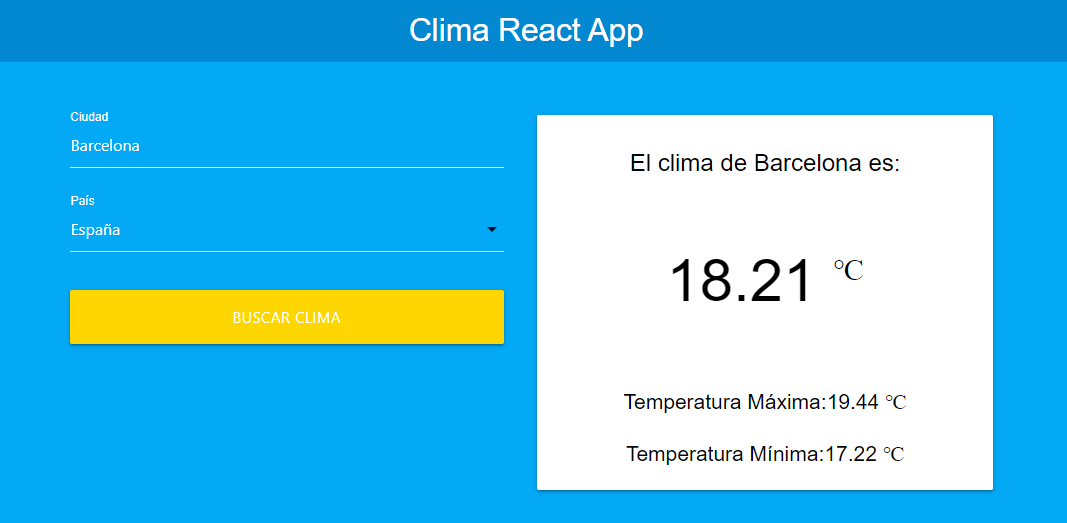 Clima React App
Ciudad
Barcelona
País
España
BUSCAR CLIMA
El clima de Barcelona es:
18.21 ℃
Temperatura Máxima:19.44 ℃
Temperatura Mínima:17.22 ℃